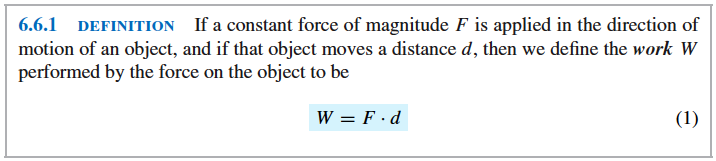 6.6.1 DEFINITION If a constant force of magnitude F is applied in the direction of
motion of an object, and if that object moves a distance d, then we define the work W
performed by the force on the object to be
W = F · d (1)